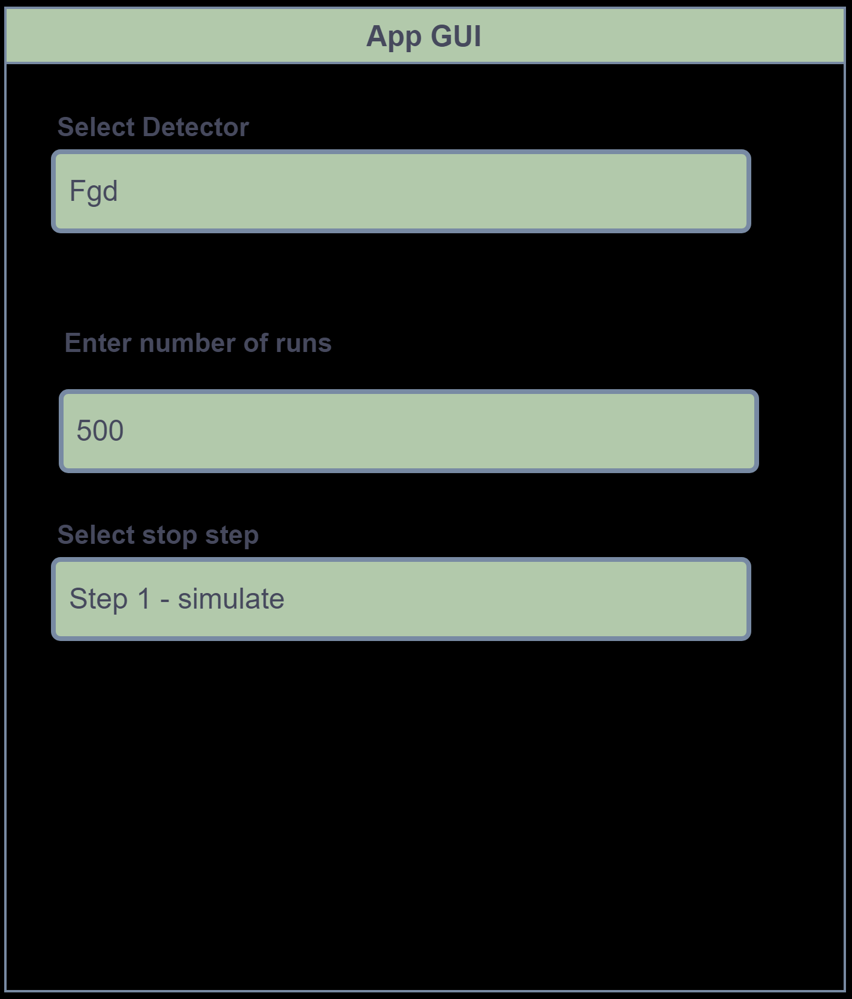 App GUI
Select Detector
Fgd
Enter number of runs
500
Select stop step
Step 1 - simulate